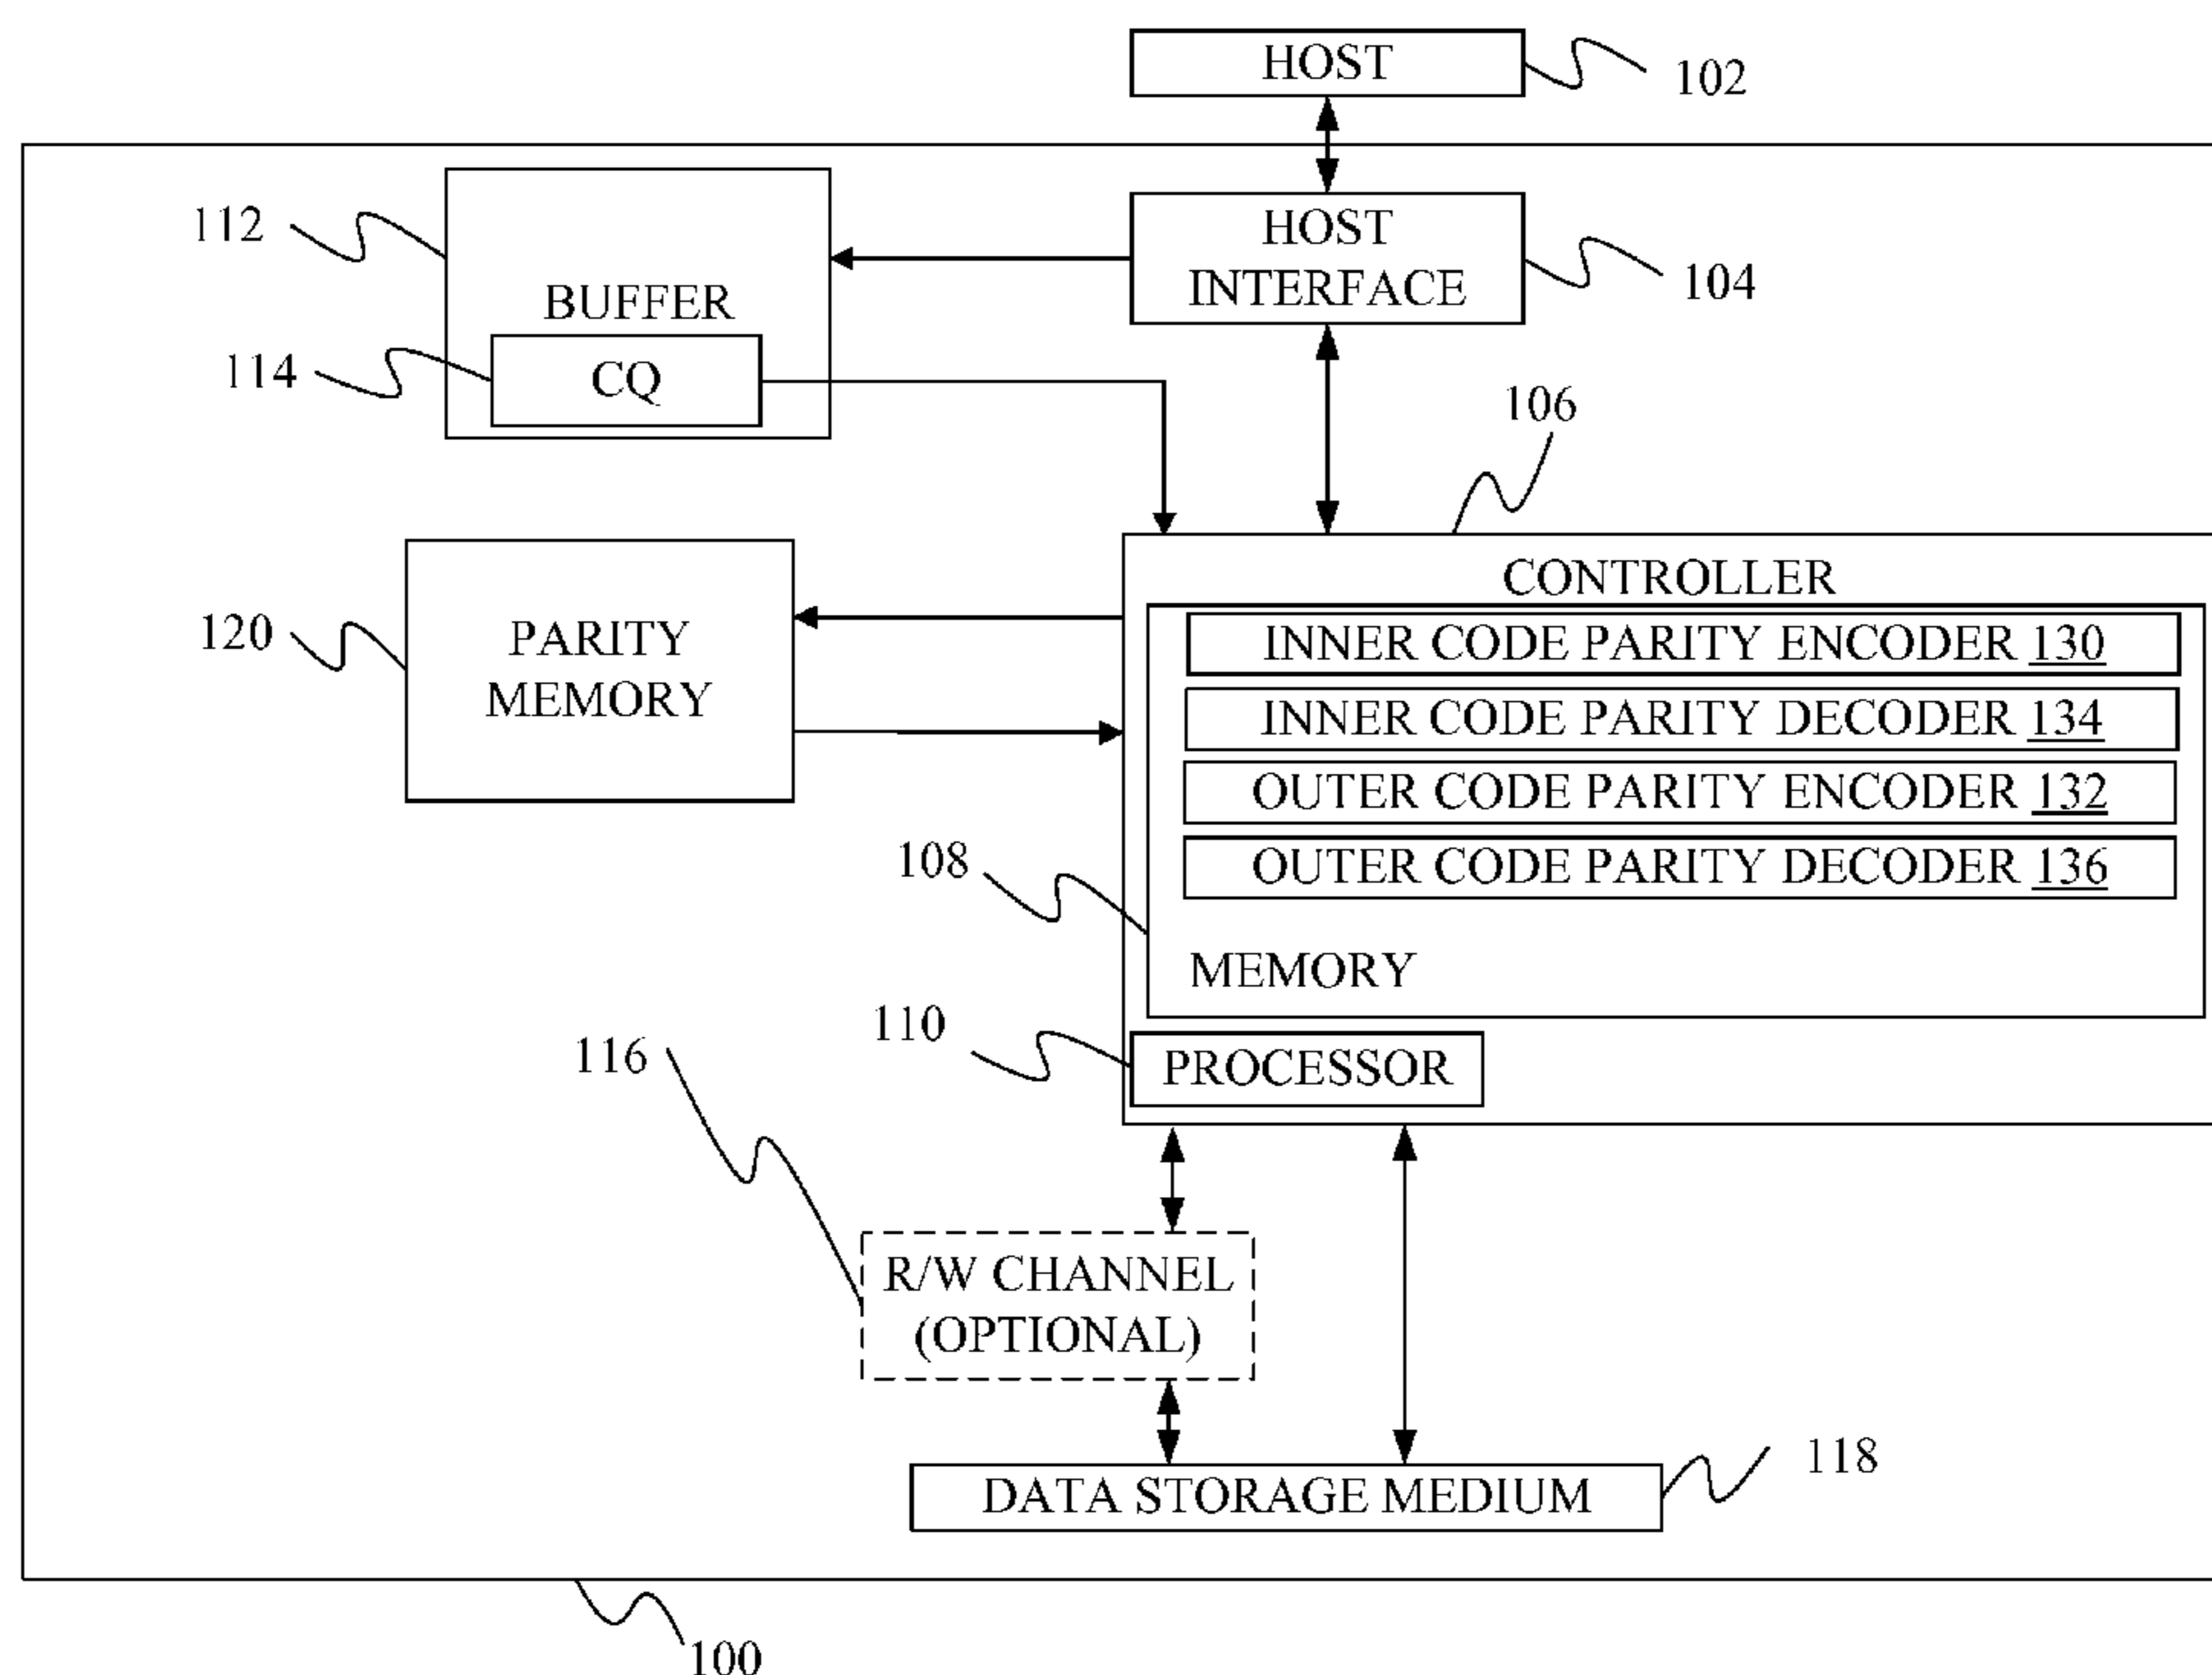 HOST
102
HOST
INTERFACE
104
112
BUFFER
114
CQ
106
CONTROLLER
120
PARITY
MEMORY
INNER CODE PARITY ENCODER 130
INNER CODE PARITY DECODER 134
OUTER CODE PARITY ENCODER 132
OUTER CODE PARITY DECODER 136
108
MEMORY
110
PROCESSOR
116
R/W CHANNEL
(OPTIONAL)
DATA STORAGE MEDIUM
118
100